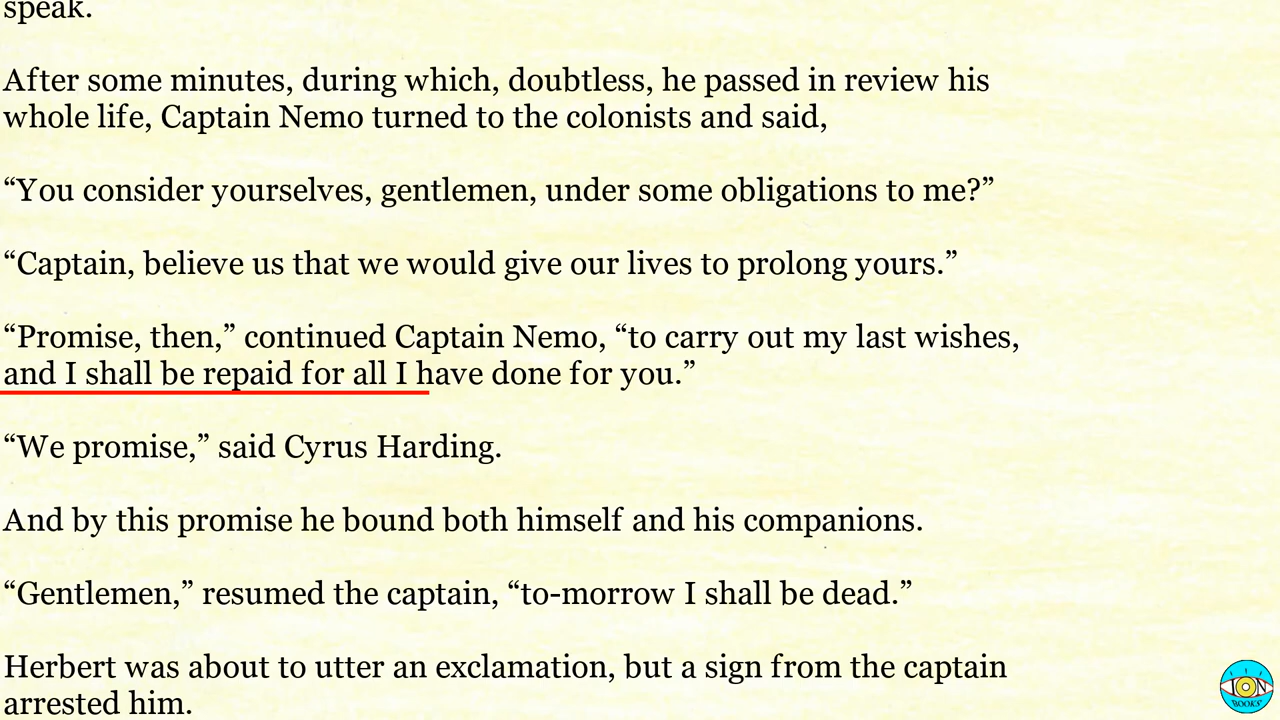 speak.
After some minutes, during which, doubtless, he passed in review his
whole life, Captain Nemo turned to the colonists and said,
“You consider yourselves, gentlemen, under some obligations to me?”
“Captain, believe us that we would give our lives to prolong yours.”
“Promise, then,” continued Captain Nemo, “to carry out my last wishes,
and I shall be repaid for all I have done for you.”
“We promise,” said Cyrus Harding.
And by this promise he bound both himself and his companions.
“Gentlemen,” resumed the captain, “to-morrow I shall be dead.”
Herbert was about to utter an exclamation, but a sign from the captain
arrested him.
ION
BOOKS